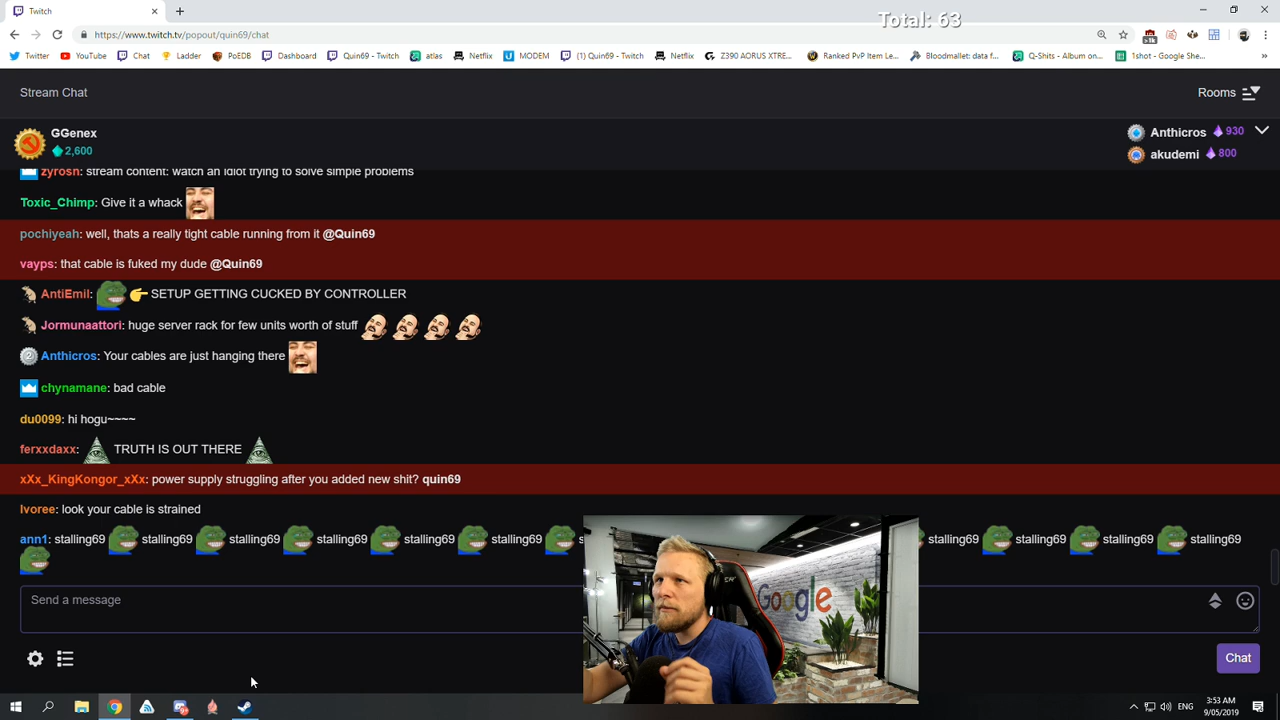 Twitch
Total: 63
https://www.twitch.tv/popout/quin69/chat
>1k
Twitter YouTube Chat Ladder PoEDB Dashboard Quin69 - Twitch atlas Netflix MODEM (1) Quin69 - Twitch Netflix Z390 AORUS XTRE... Ranked PvP Item Le... Bloodmallet: data f... Q-Shits - Album on... 1shot - Google She...
Stream Chat
Rooms
GGenex
2,600
Anthicros 930
akudemi 800
zyrosn: stream content: watch an idiot trying to solve simple problems
Toxic_Chimp: Give it a whack
pochiyeah: well, thats a really tight cable running from it @Quin69
vayps: that cable is fuked my dude @Quin69
AntiEmil: SETUP GETTING CUCKED BY CONTROLLER
Jormunaattori: huge server rack for few units worth of stuff
2 Anthicros: Your cables are just hanging there
chynamane: bad cable
du0099: hi hogu~~~~
ferxxdaxx: TRUTH IS OUT THERE
xXx_KingKongor_xXx: power supply struggling after you added new shit? quin69
Ivoree: look your cable is strained
ann1: stalling69 stalling69 stalling69 stalling69 stalling69 stalling69 s stalling69 stalling69 stalling69 stalling69
Send a message
Google
Chat
ENG
3:53 AM
9/05/2019